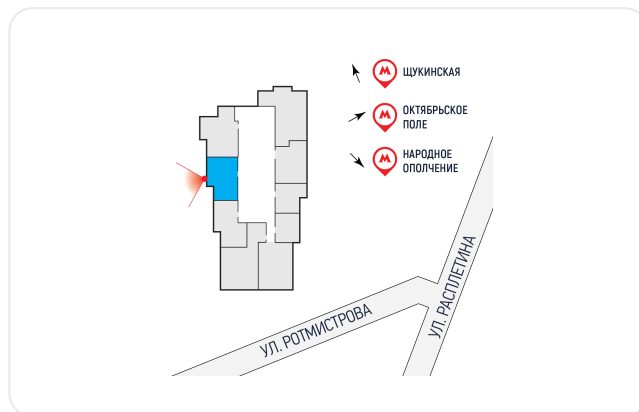 М ЩУКИНСКАЯ
М ОКТЯБРЬСКОЕ
ПОЛЕ
М НАРОДНОЕ
ОПОЛЧЕНИЕ
УЛ. РАСПЛЕТИНА
УЛ. РОТМИСТРОВА